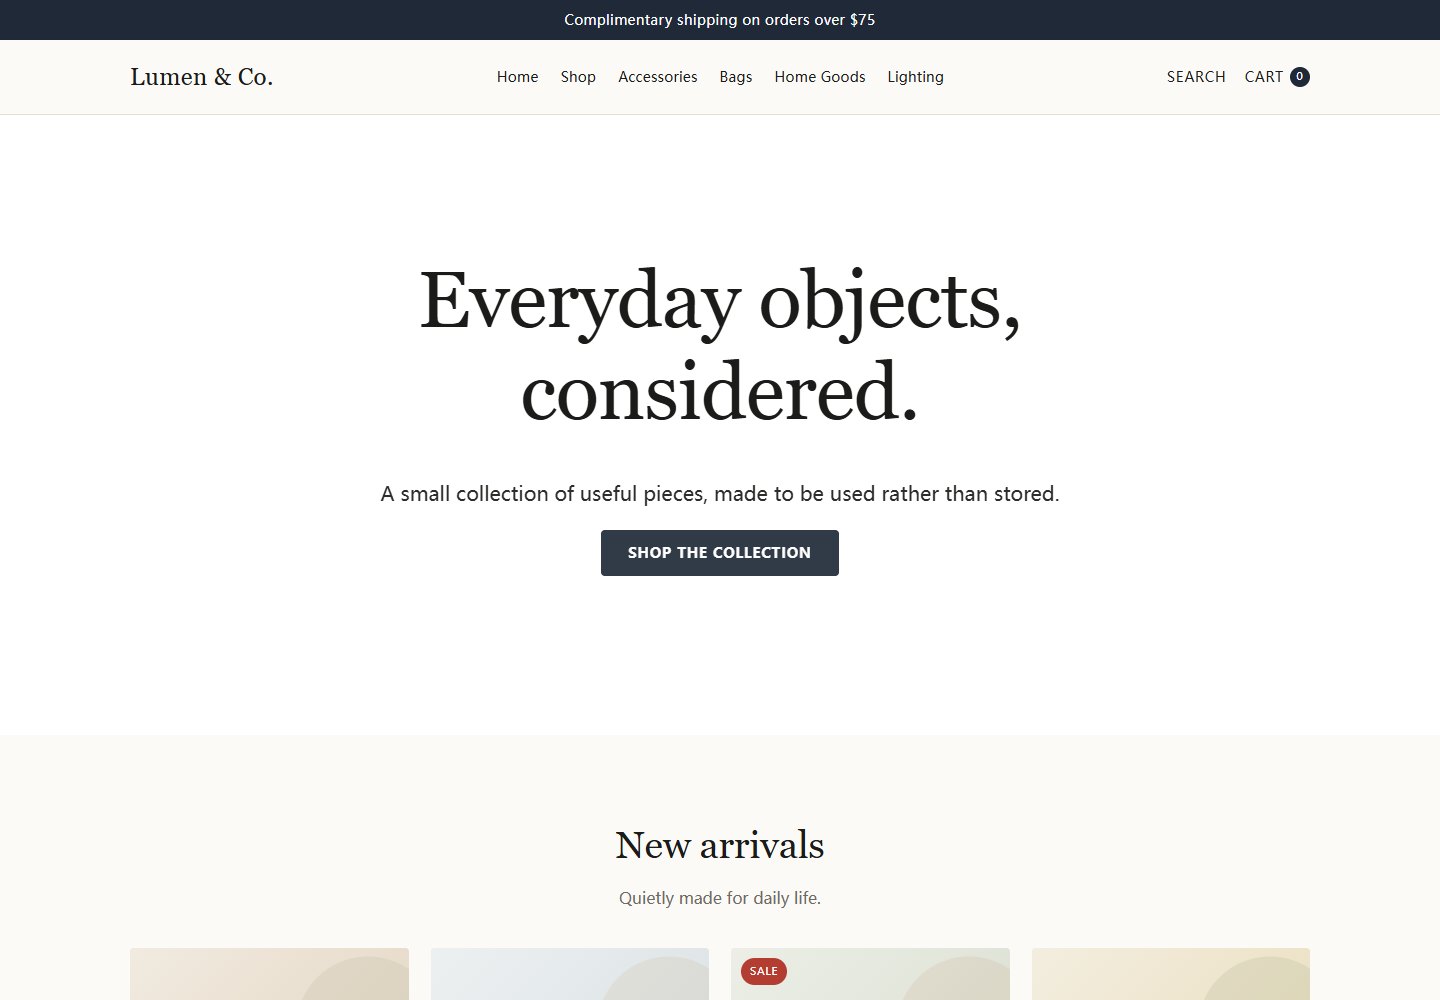 Complimentary shipping on orders over $75
Lumen & Co.
Home Shop Accessories Bags Home Goods Lighting
SEARCH CART 0
Everyday objects,
considered.
A small collection of useful pieces, made to be used rather than stored.
SHOP THE COLLECTION
New arrivals
Quietly made for daily life.
SALE